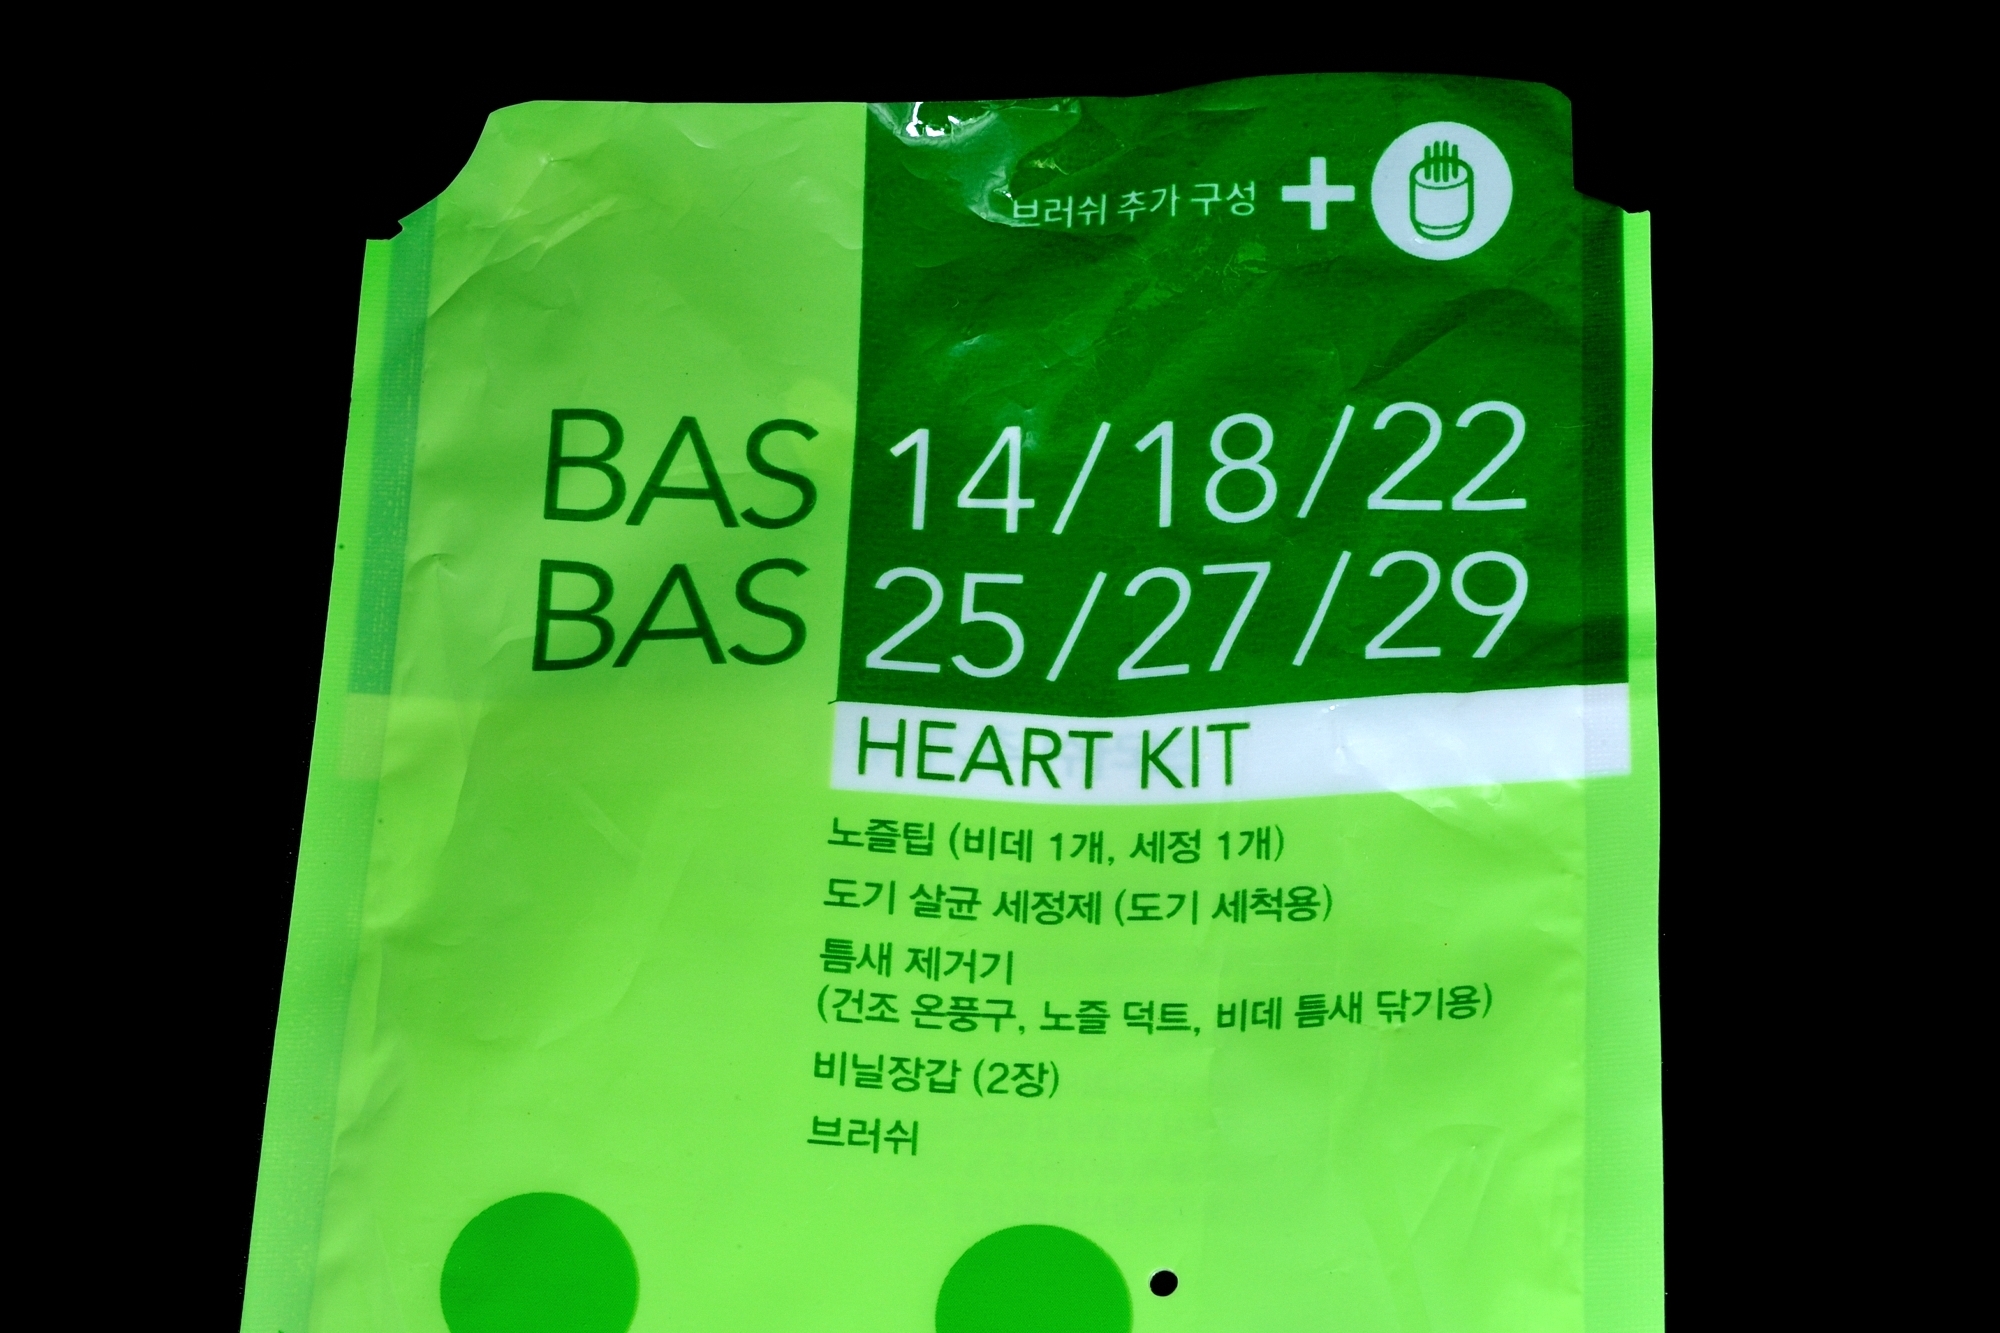 브러쉬 추가 구성 +
BAS 14/18/22
BAS 25/27/29
HEART KIT
노즐팁 (비데 1개, 세정 1개)
도기 살균 세정제 (도기 세척용)
틈새 제거기
(건조 온풍구, 노즐 덕트, 비데 틈새 닦기용)
비닐장갑 (2장)
브러쉬